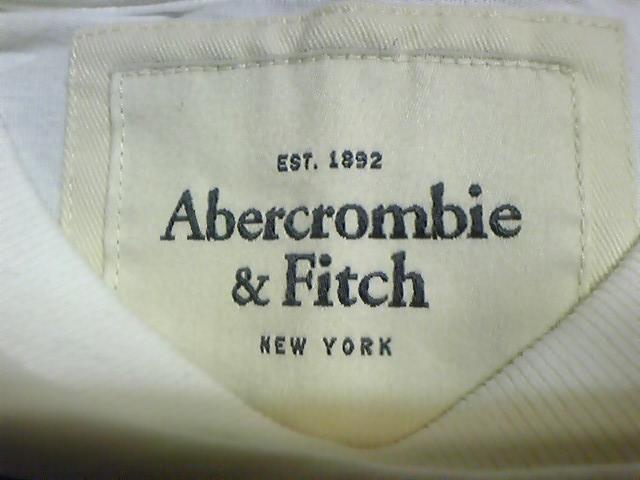 EST. 1892
Abercrombie
& Fitch
NEW YORK